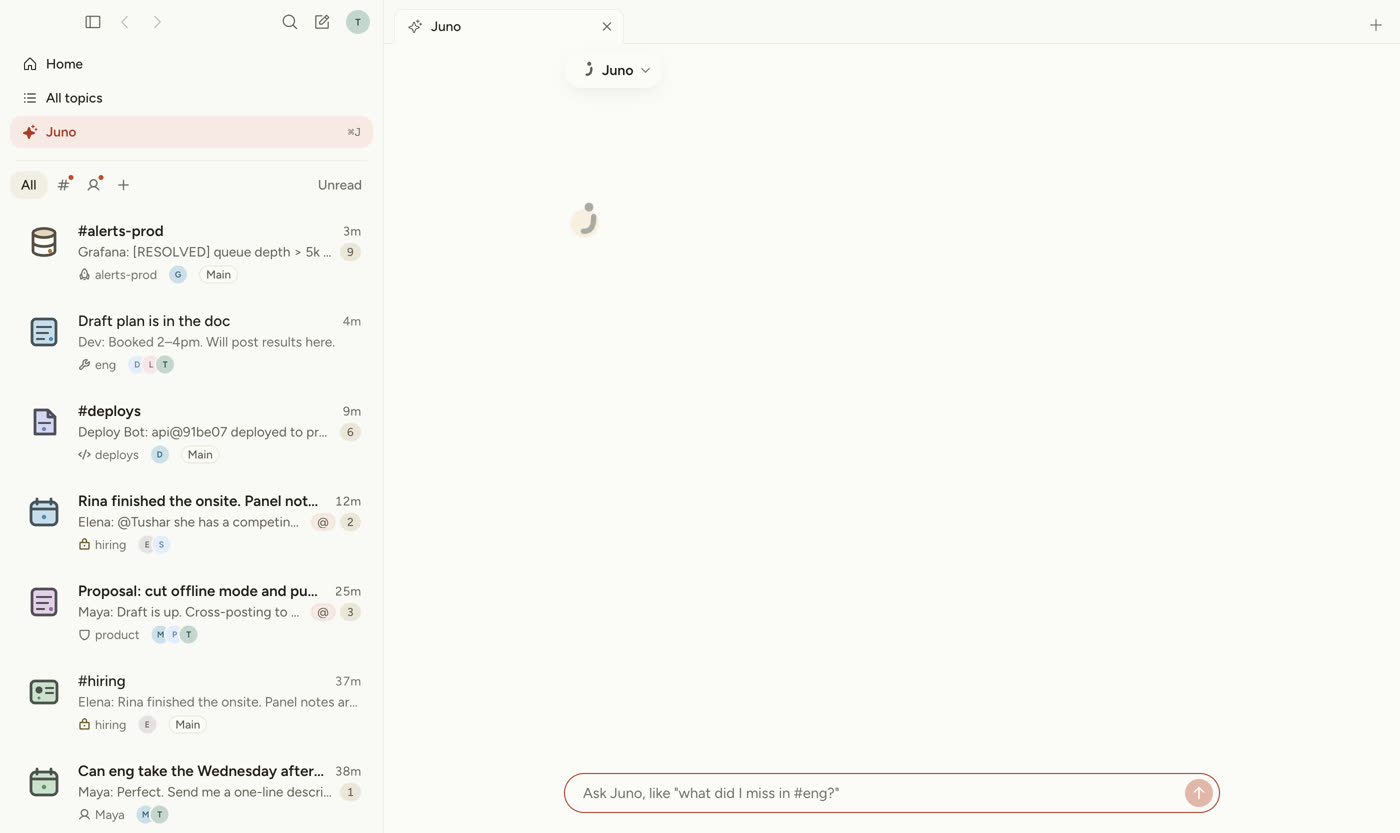 T
Home
All topics
Juno ⌘J
All # Unread
#alerts-prod 3m
Grafana: [RESOLVED] queue depth > 5k ... 9
alerts-prod G Main
Draft plan is in the doc 4m
Dev: Booked 2–4pm. Will post results here.
eng D L T
#deploys 9m
Deploy Bot: api@91be07 deployed to pr... 6
deploys D Main
Rina finished the onsite. Panel not... 12m
Elena: @Tushar she has a competin... @ 2
hiring E S
Proposal: cut offline mode and pu... 25m
Maya: Draft is up. Cross-posting to ... @ 3
product M P T
#hiring 37m
Elena: Rina finished the onsite. Panel notes ar...
hiring E Main
Can eng take the Wednesday after... 38m
Maya: Perfect. Send me a one-line descri... 1
Maya M T
Juno
Juno
Ask Juno, like "what did I miss in #eng?"